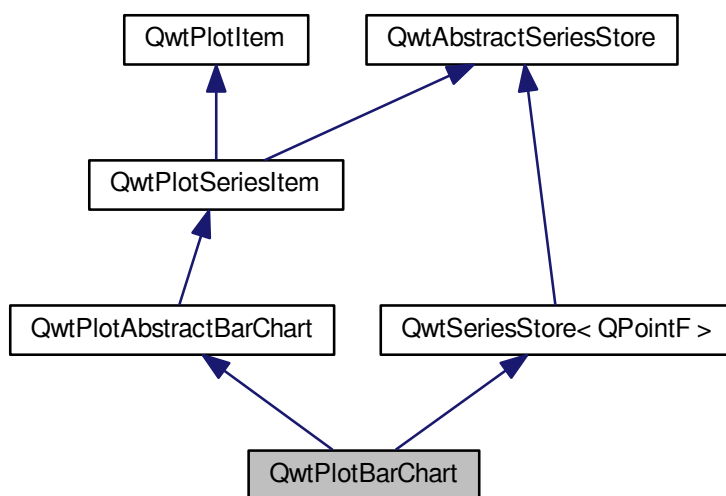 QwtPlotItem
QwtAbstractSeriesStore
QwtPlotSeriesItem
QwtPlotAbstractBarChart
QwtSeriesStore< QPointF >
QwtPlotBarChart